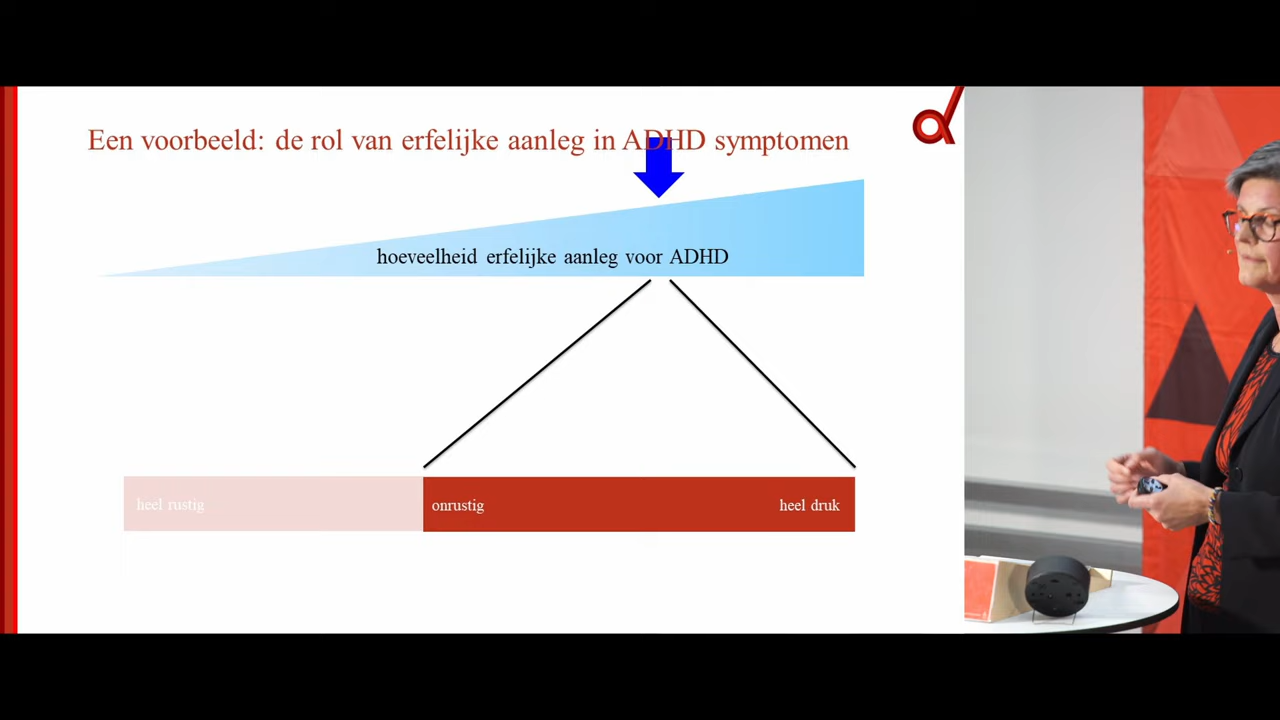 Een voorbeeld: de rol van erfelijke aanleg in ADHD symptomen
hoeveelheid erfelijke aanleg voor ADHD
heel rustig
onrustig
heel druk